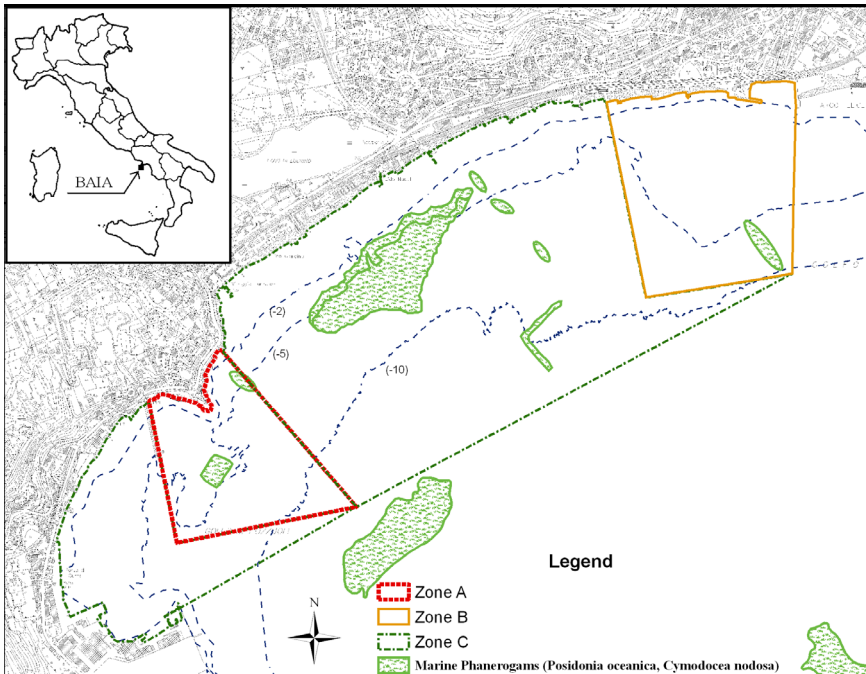 BAIA
(-2)
(-5)
(-10)
N
Legend
Zone A
Zone B
Zone C
Marine Phanerogams (Posidonia oceanica, Cymodocea nodosa)